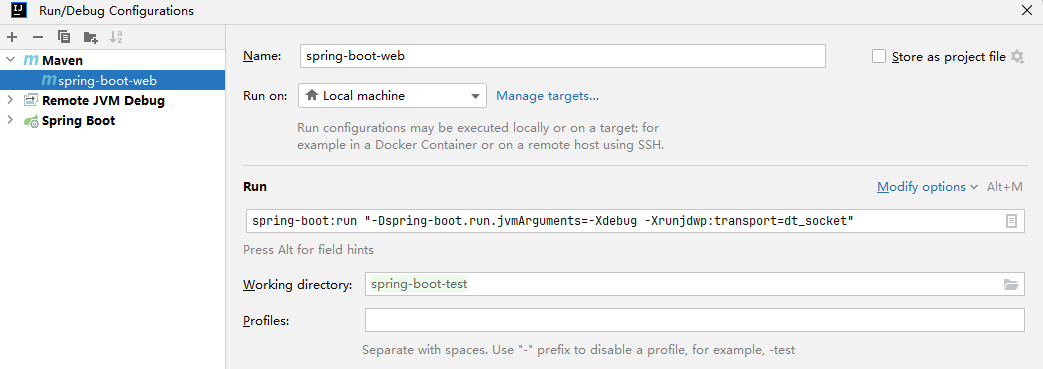 IJ
Run/Debug Configurations
Maven
spring-boot-web
Remote JVM Debug
Spring Boot
Name:
spring-boot-web
Store as project file
Run on:
Local machine
Manage targets...
Run configurations may be executed locally or on a target: for
example in a Docker Container or on a remote host using SSH.
Run
Modify options
Alt+M
spring-boot:run "-Dspring-boot.run.jvmArguments=-Xdebug -Xrunjdwp:transport=dt_socket"
Press Alt for field hints
Working directory:
spring-boot-test
Profiles:
Separate with spaces. Use "-" prefix to disable a profile, for example, -test